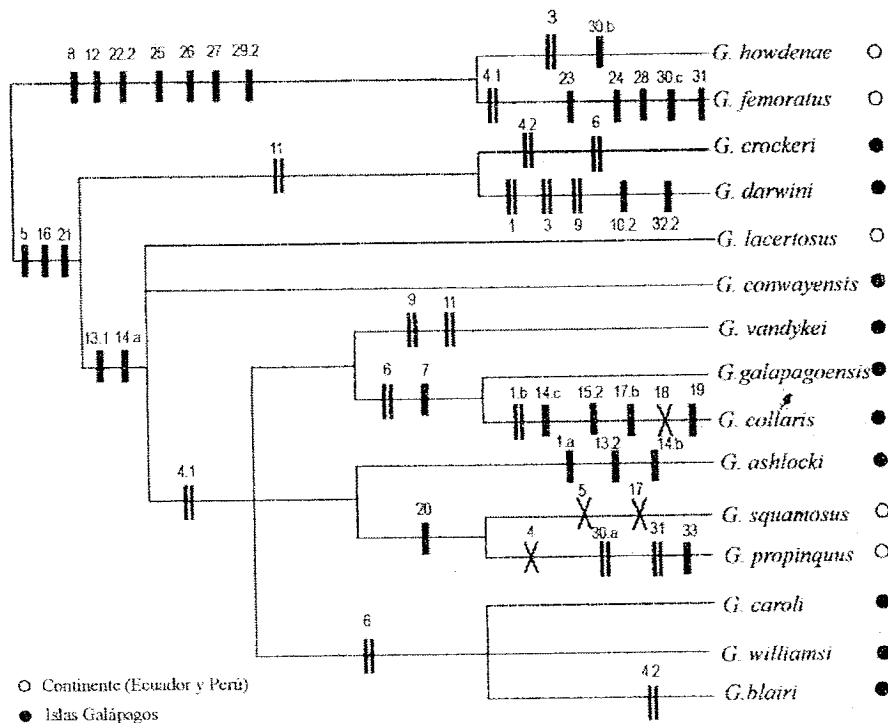 3 30.b
G. howdenae
8 12 22.2 25 26 27 29.2
4.1 23 24 28 30.c 31
G. femoratus
4.2 6
G. crockeri
11
G. darwini
1 3 9 10.2 32.2
5 16 21
G. lacertosus
G. conwayensis
9 11
G. vandykei
13.1 14.a
G.galapagoensis
6 7
1.b 14.c 15.2 17.b 18 19
G. collaris
1.a 13.2 14.b
G. ashlocki
4.1
5 17
G. squamosus
20
4 30.a 31 33
G. propinquus
G. caroli
6
G. williamsi
4.2
G.blairi
Continente (Ecuador y Perú)
Islas Galápagos